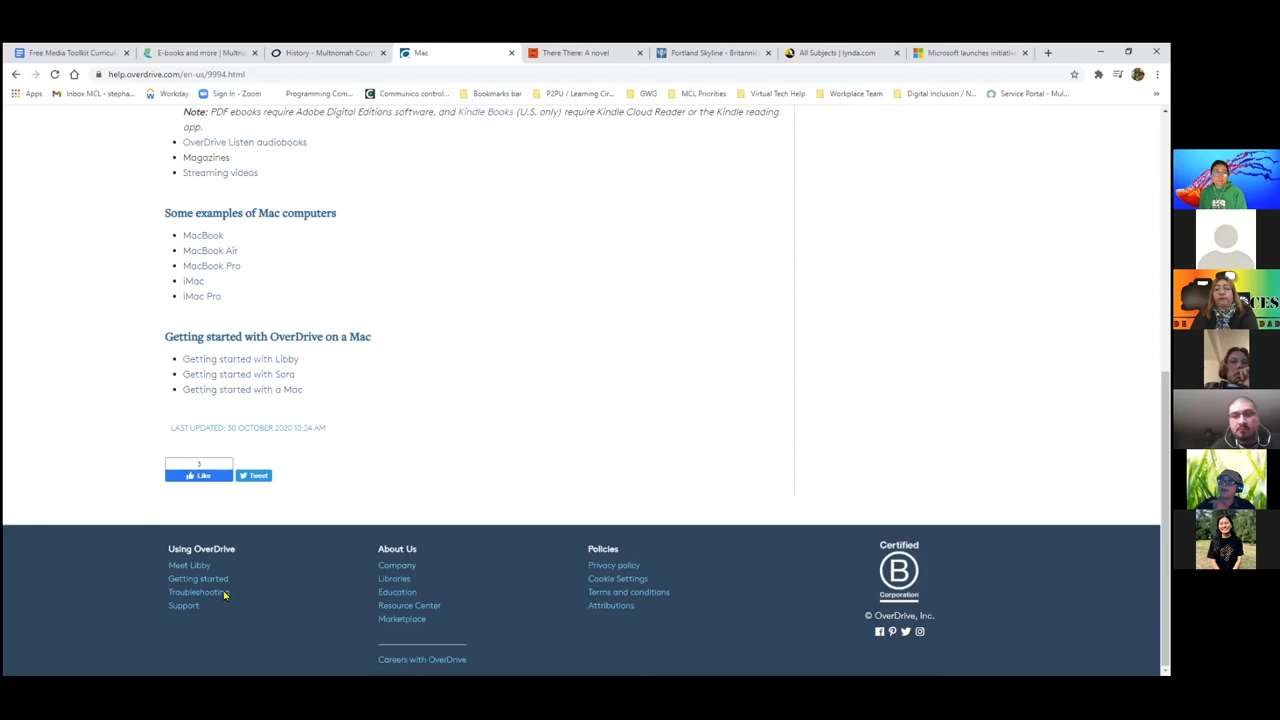 Free Media Toolkit Curricul
E-books and more | Multno
History - Multnomah Coun
Mac
There There: A novel
Portland Skyline - Britannic
All Subjects | lynda.com
Microsoft launches initiativ
help.overdrive.com/en-us/9994.html
Apps
Inbox MCL - stepha...
Workday
Sign In - Zoom
Programming Com...
Communico control...
Bookmarks bar
P2PU / Learning Cir...
GWG
MCL Priorities
Virtual Tech Help
Workplace Team
Digital Inclusion / N...
Service Portal - Mul...
Note: PDF ebooks require Adobe Digital Editions software, and Kindle Books (U.S. only) require Kindle Cloud Reader or the Kindle reading
app.
• OverDrive Listen audiobooks
• Magazines
• Streaming videos
Some examples of Mac computers
• MacBook
• MacBook Air
• MacBook Pro
• iMac
• iMac Pro
Getting started with OverDrive on a Mac
• Getting started with Libby
• Getting started with Sora
• Getting started with a Mac
LAST UPDATED: 30 OCTOBER 2020 10:24 AM
3
Like
Tweet
Using OverDrive
Meet Libby
Getting started
Troubleshooting
Support
About Us
Company
Libraries
Education
Resource Center
Marketplace
Careers with OverDrive
Policies
Privacy policy
Cookie Settings
Terms and conditions
Attributions
Certified
B
Corporation
© OverDrive, Inc.